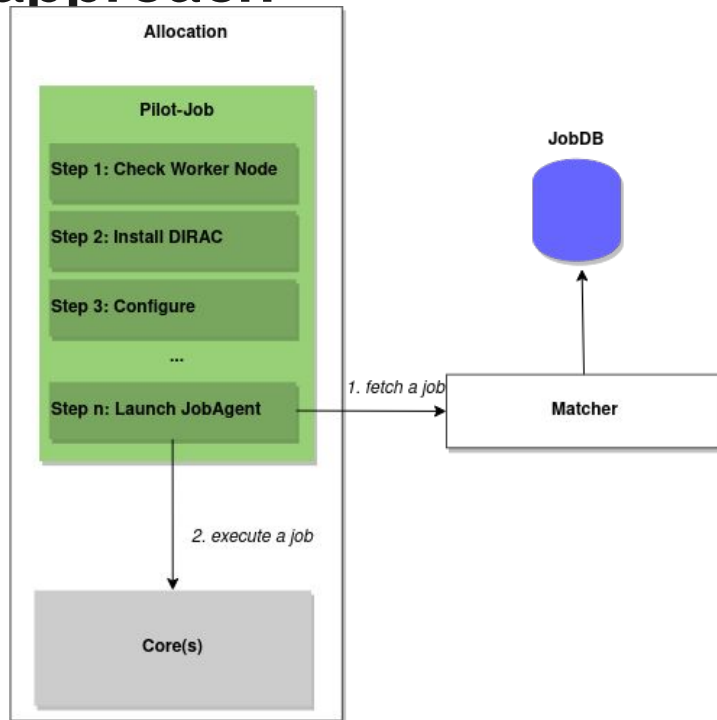 approach
Allocation
Pilot-Job
Step 1: Check Worker Node
Step 2: Install DIRAC
Step 3: Configure
...
Step n: Launch JobAgent
JobDB
1. fetch a job
Matcher
2. execute a job
Core(s)